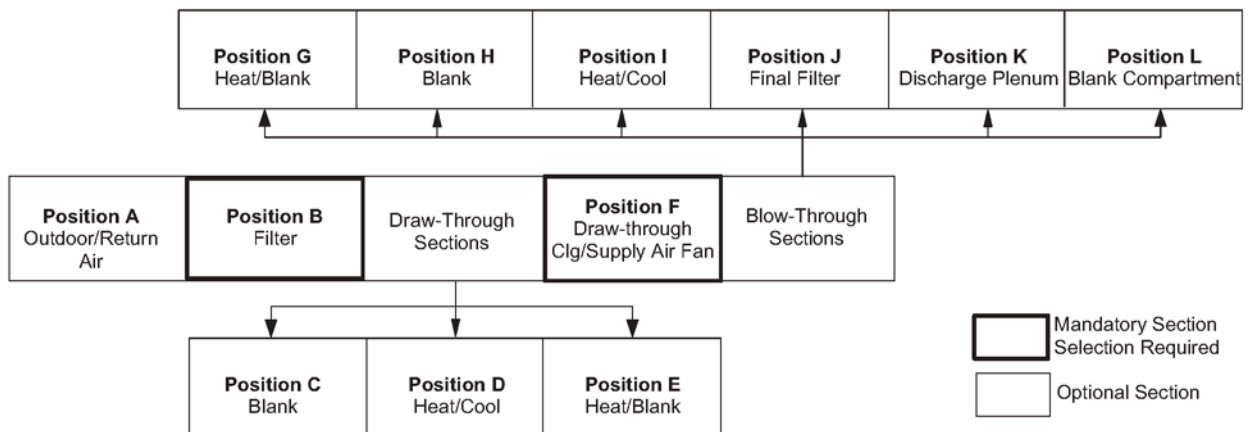 Position G
Heat/Blank
Position H
Blank
Position I
Heat/Cool
Position J
Final Filter
Position K
Discharge Plenum
Position L
Blank Compartment
Position A
Outdoor/Return
Air
Position B
Filter
Draw-Through
Sections
Position F
Draw-through
Clg/Supply Air Fan
Blow-Through
Sections
Position C
Blank
Position D
Heat/Cool
Position E
Heat/Blank
Mandatory Section
Selection Required
Optional Section